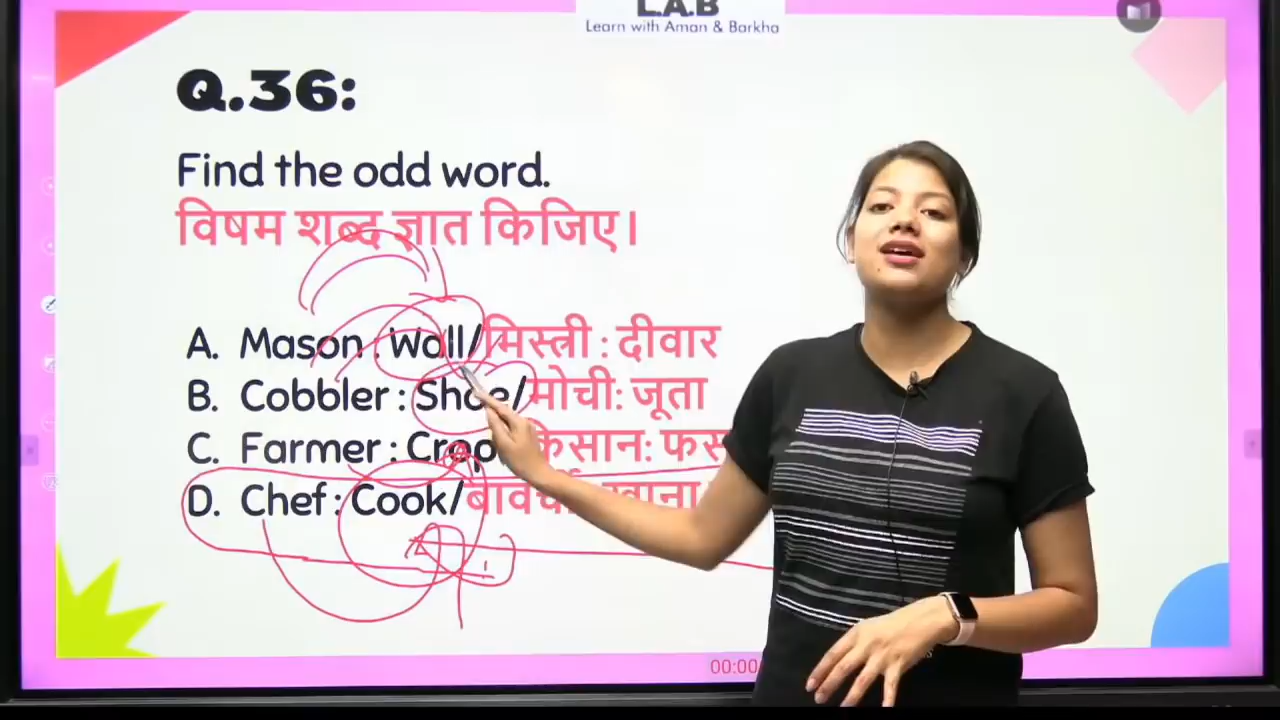 L.A.B
Learn with Aman & Barkha
Q.36:
Find the odd word.
विषम शब्द ज्ञात किजिए।
A. Mason : Wall/मिस्त्री : दीवार
B. Cobbler : Shoe/मोची: जूता
C. Farmer : Crop किसान:
D. Chef : Cook/बावर्ची खाना
00:00